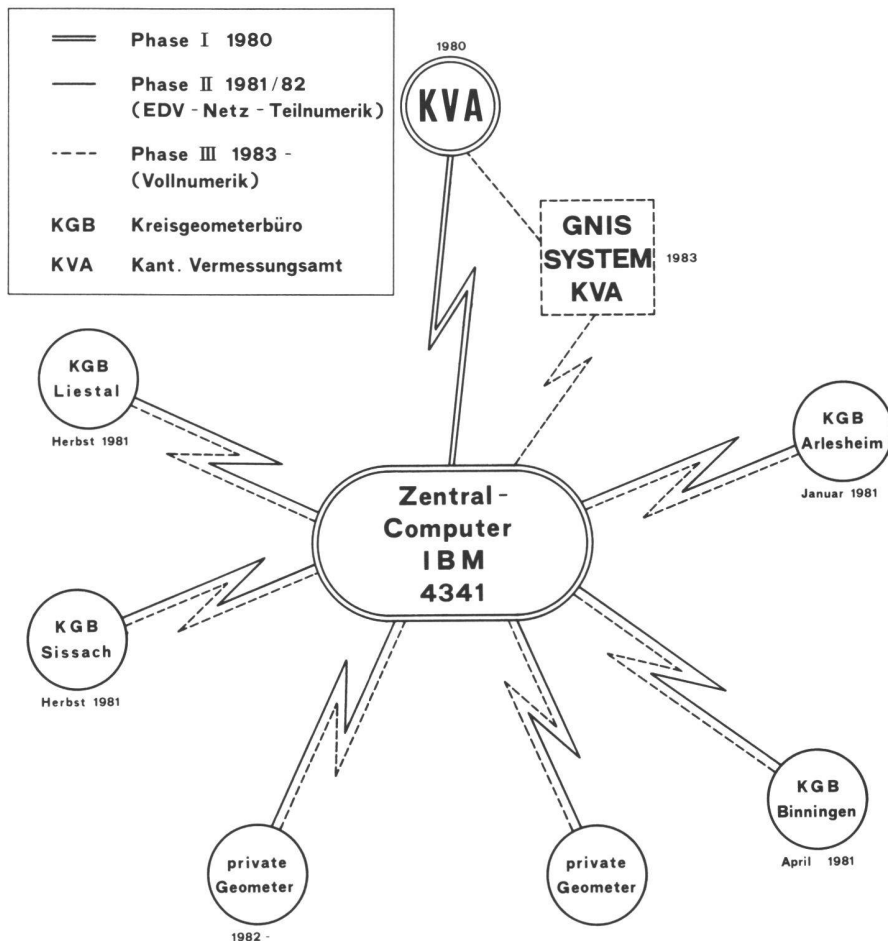 Phase I 1980
Phase II 1981/82
(EDV-Netz-Teilnumerik)
Phase III 1983 -
(Vollnumerik)
KGB Kreisgeometerbüro
KVA Kant. Vermessungsamt
1980
KVA
GNIS
SYSTEM
KVA
1983
KGB
Liestal
Herbst 1981
KGB
Arlesheim
Januar 1981
Zentral-
Computer
IBM
4341
KGB
Sissach
Herbst 1981
KGB
Binningen
April 1981
private
Geometer
1982 -
private
Geometer